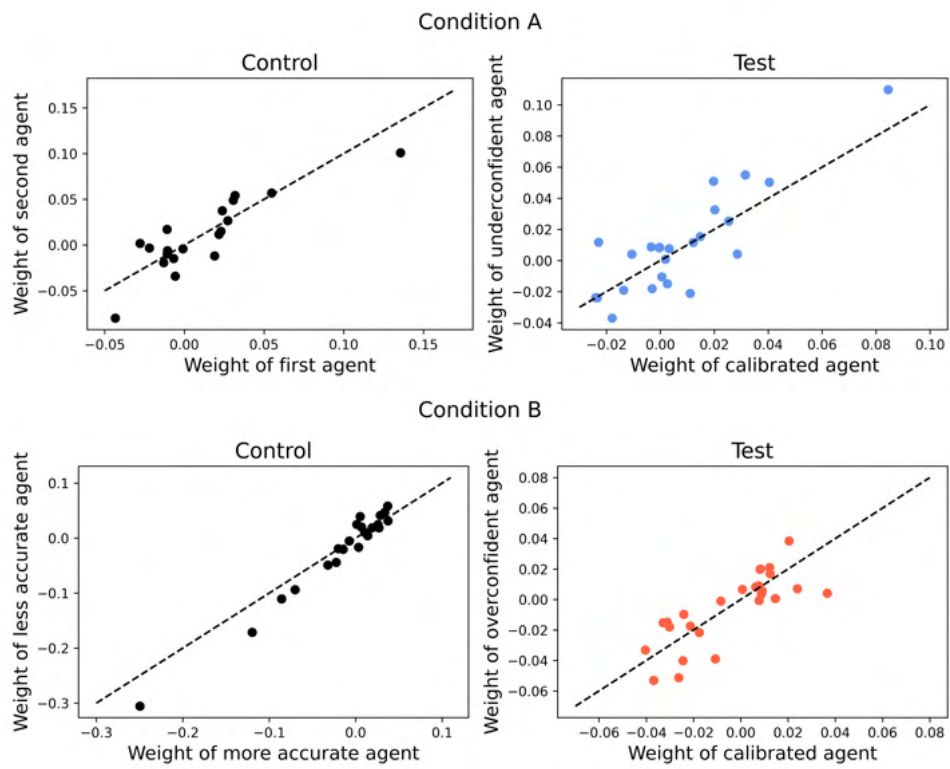 Condition A
Control
Weight of second agent
0.15
0.10
0.05
0.00
−0.05
−0.05 0.00 0.05 0.10 0.15
Weight of first agent
Test
Weight of underconfident agent
0.10
0.08
0.06
0.04
0.02
0.00
−0.02
−0.04
−0.02 0.00 0.02 0.04 0.06 0.08 0.10
Weight of calibrated agent
Condition B
Control
Weight of less accurate agent
0.1
0.0
−0.1
−0.2
−0.3
−0.3 −0.2 −0.1 0.0 0.1
Weight of more accurate agent
Test
Weight of overconfident agent
0.08
0.06
0.04
0.02
0.00
−0.02
−0.04
−0.06
−0.06 −0.04 −0.02 0.00 0.02 0.04 0.06 0.08
Weight of calibrated agent